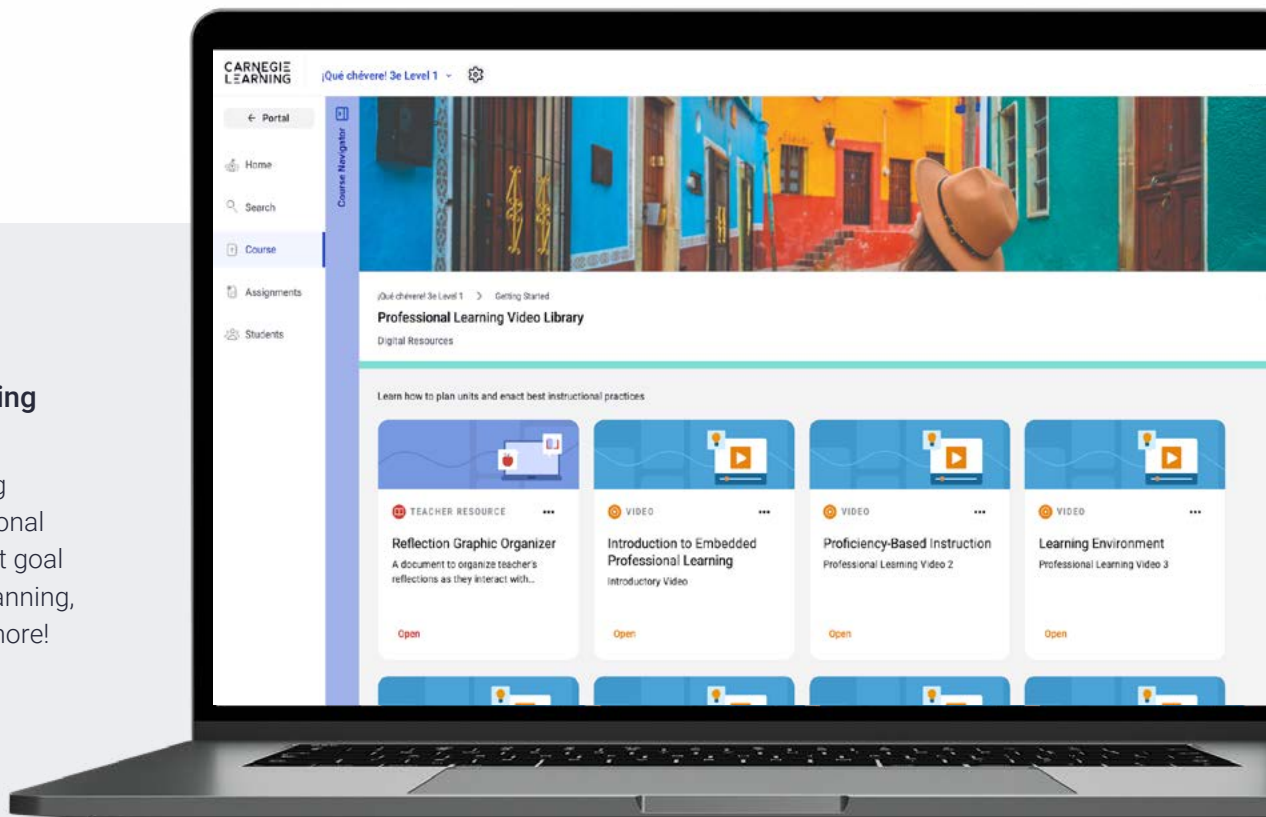 ing
g
onal
t goal
anning,
nore!
CARNEGIE
LEARNING
¡Qué chévere! 3e Level 1
← Portal
Home
Search
Course
Assignments
Students
Course Navigator
¡Qué chévere! 3e Level 1 > Getting Started
Professional Learning Video Library
Digital Resources
Learn how to plan units and enact best instructional practices
TEACHER RESOURCE
Reflection Graphic Organizer
A document to organize teacher's
reflections as they interact with...
Open
VIDEO
Introduction to Embedded
Professional Learning
Introductory Video
Open
VIDEO
Proficiency-Based Instruction
Professional Learning Video 2
Open
VIDEO
Learning Environment
Professional Learning Video 3
Open